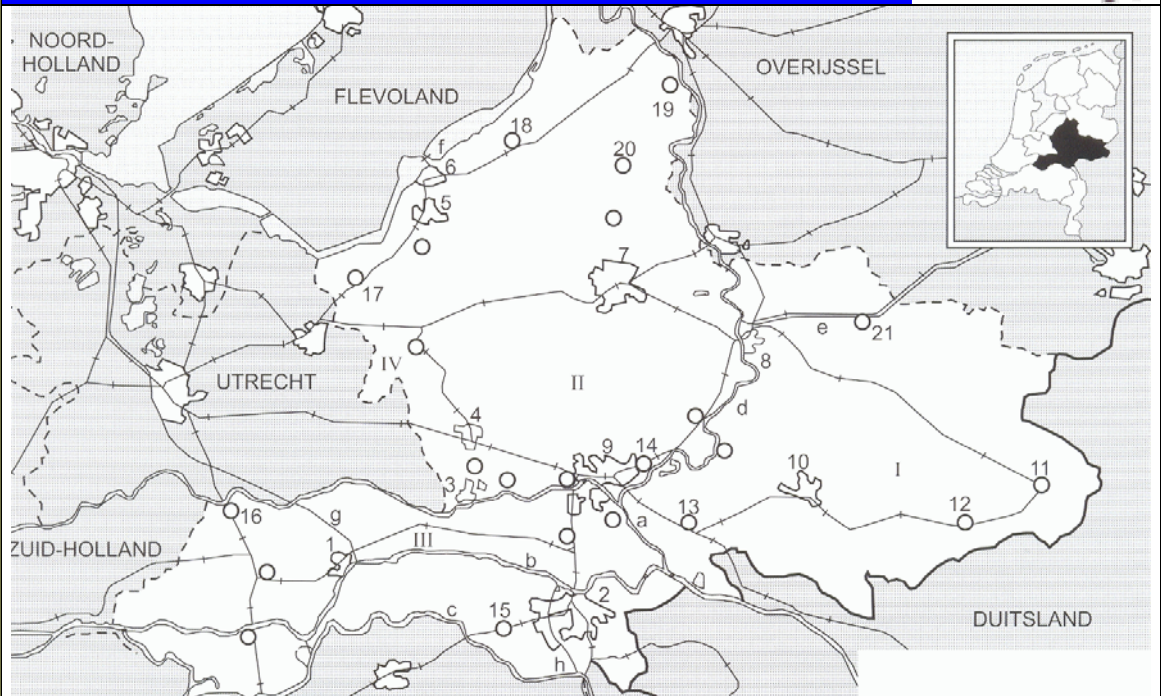 NOORD-
HOLLAND
FLEVOLAND
OVERIJSSEL
19
18
f
20
6
5
7
17
e
21
IV
8
UTRECHT
II
d
4
9
14
10
I
11
3
12
16
g
a
13
ZUID-HOLLAND
1
III
b
2
c
15
DUITSLAND
h